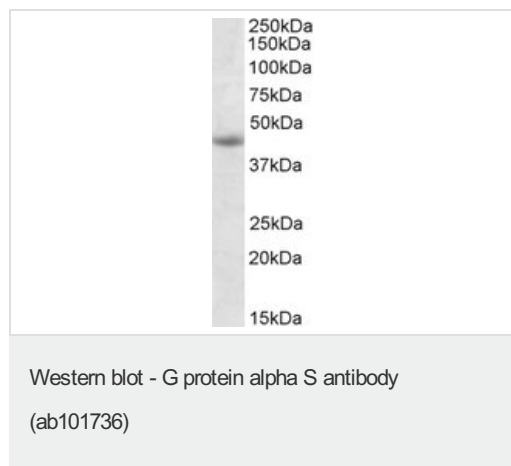 250kDa
150kDa
100kDa
75kDa
50kDa
37kDa
25kDa
20kDa
15kDa
Western blot - G protein alpha S antibody
(ab101736)